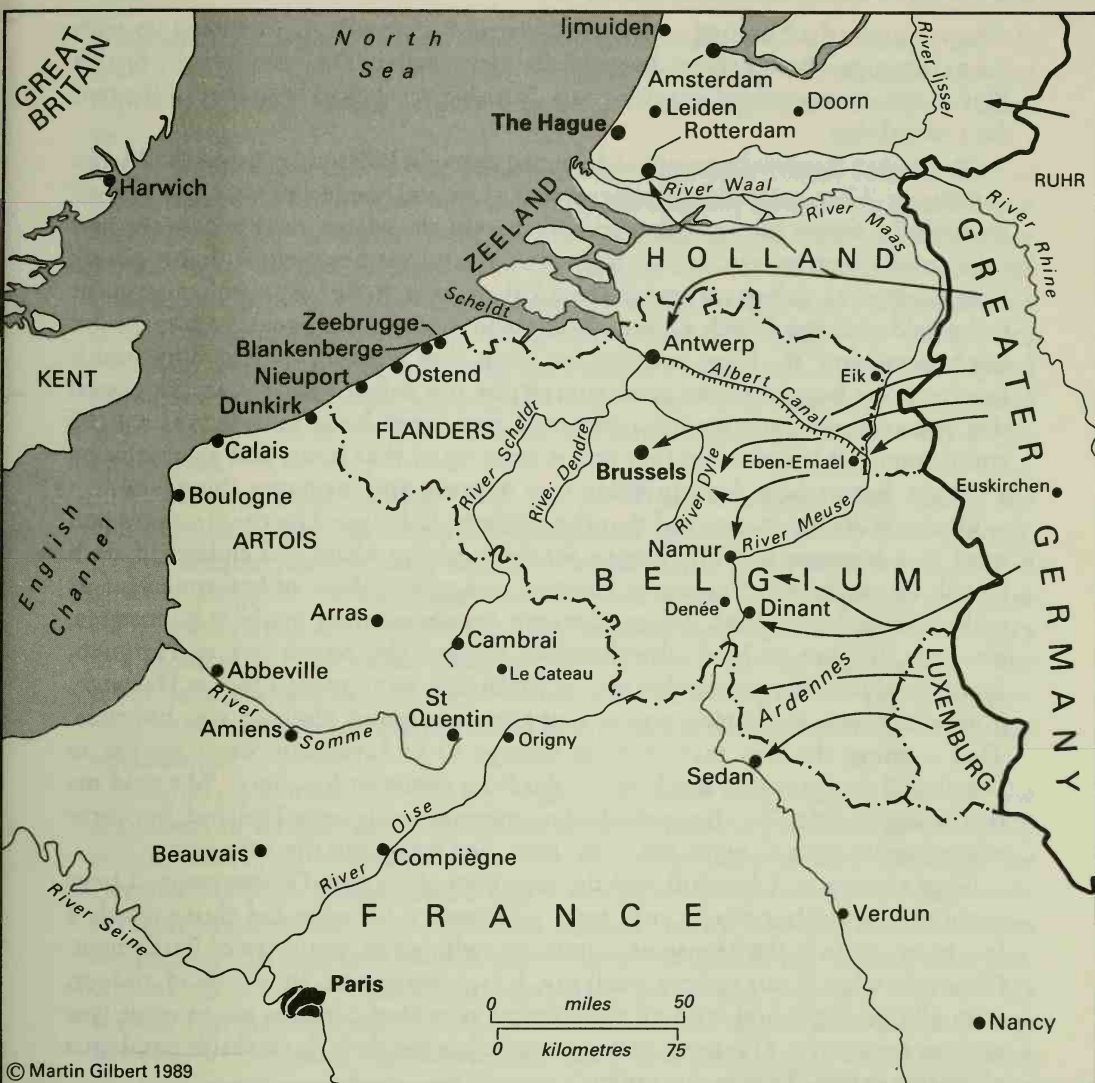 GREAT
BRITAIN
North
Sea
Ijmuiden
Amsterdam
Leiden
Doorn
The Hague
Rotterdam
River Ijssel
RUHR
Harwich
River Waal
River Maas
River Rhine
ZEELAND
HOLLAND
GREATER GERMANY
Scheldt
Zeebrugge
Blankenberge
Nieuport
Ostend
Antwerp
Albert Canal
Eik
KENT
Dunkirk
Calais
FLANDERS
River Scheldt
River Dendre
Brussels
River Dyle
Eben-Emael
Euskirchen
Boulogne
English
Channel
ARTOIS
Namur
River Meuse
BELGIUM
Denée
Dinant
Arras
Cambrai
Le Cateau
Ardennes
LUXEMBURG
Abbeville
River
Somme
Amiens
St
Quentin
Origny
Sedan
Beauvais
Compiègne
River Oise
River Seine
FRANCE
Verdun
Paris
0 miles 50
0 kilometres 75
Nancy
© Martin Gilbert 1989